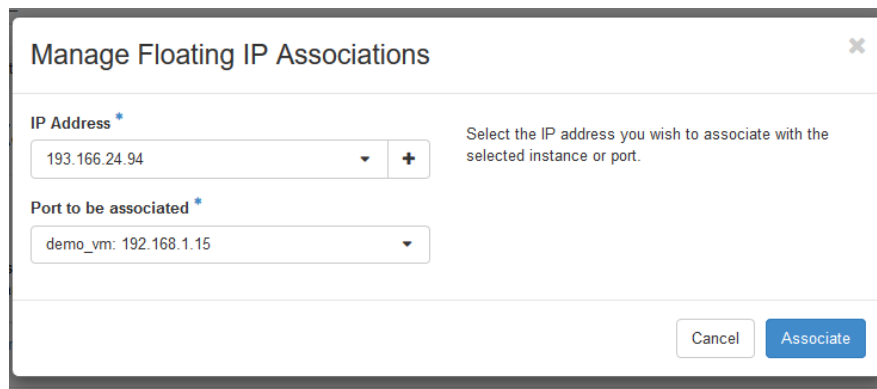 Manage Floating IP Associations
×
IP Address *
193.166.24.94
+
Select the IP address you wish to associate with the
selected instance or port.
Port to be associated *
demo_vm: 192.168.1.15
Cancel
Associate